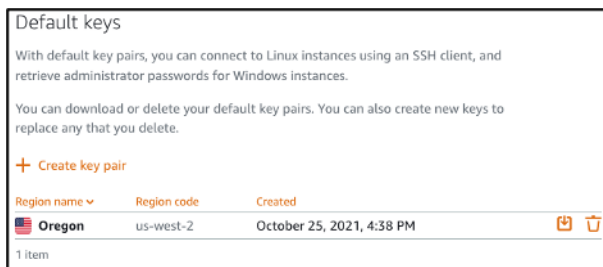 Default keys
With default key pairs, you can connect to Linux instances using an SSH client, and
retrieve administrator passwords for Windows instances.
You can download or delete your default key pairs. You can also create new keys to
replace any that you delete.
+ Create key pair
Region name Region code Created
Oregon us-west-2 October 25, 2021, 4:38 PM
1 item